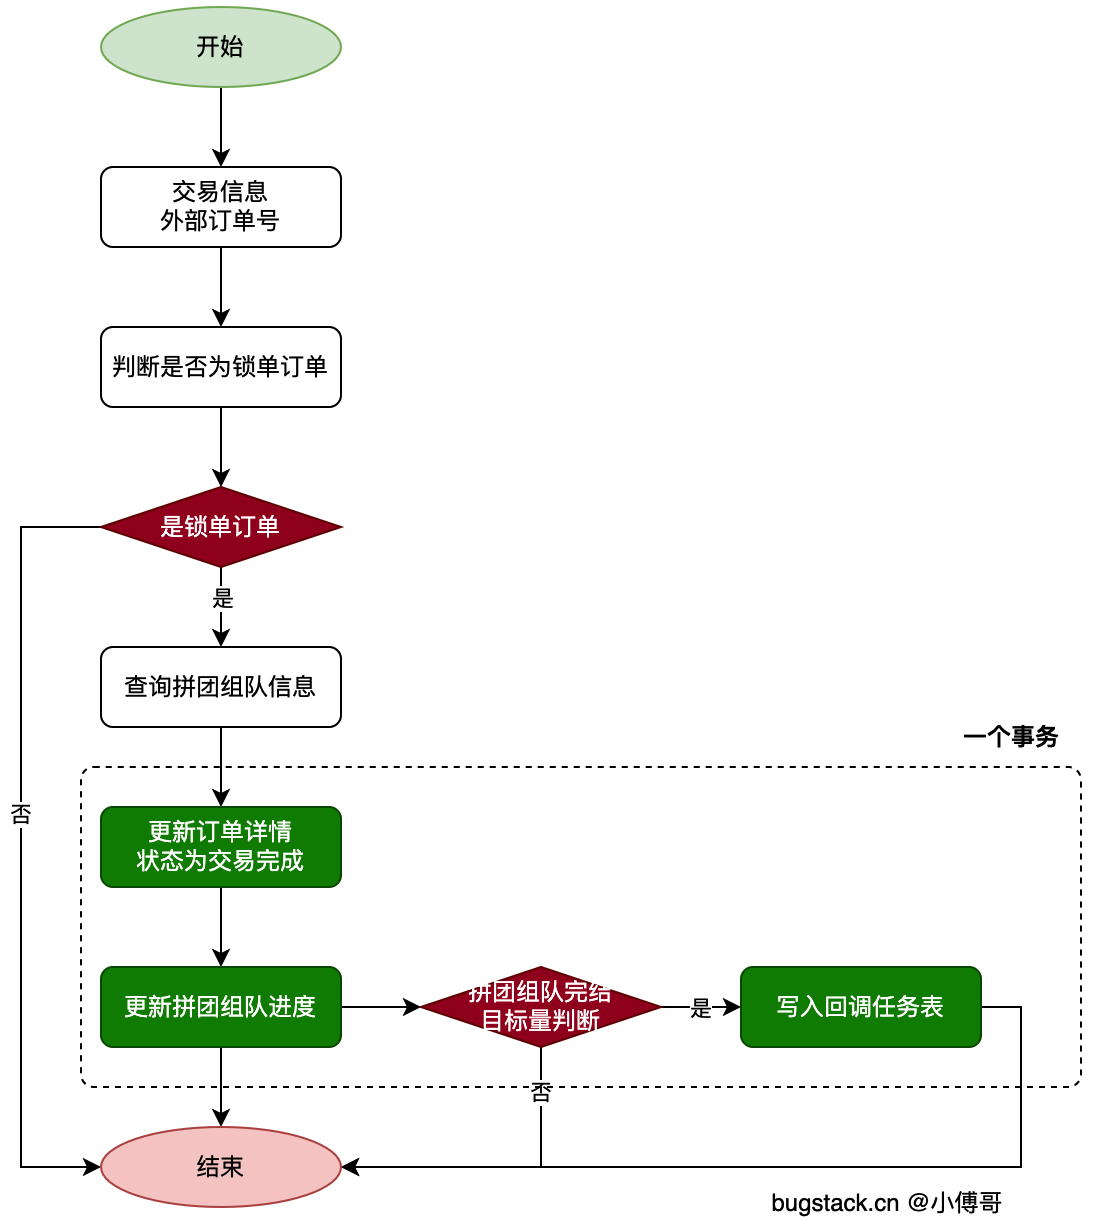 开始
交易信息
外部订单号
判断是否为锁单订单
是锁单订单
是
查询拼团组队信息
一个事务
否
更新订单详情
状态为交易完成
更新拼团组队进度
拼团组队完结
目标量判断
是
写入回调任务表
否
结束
bugstack.cn @小傅哥